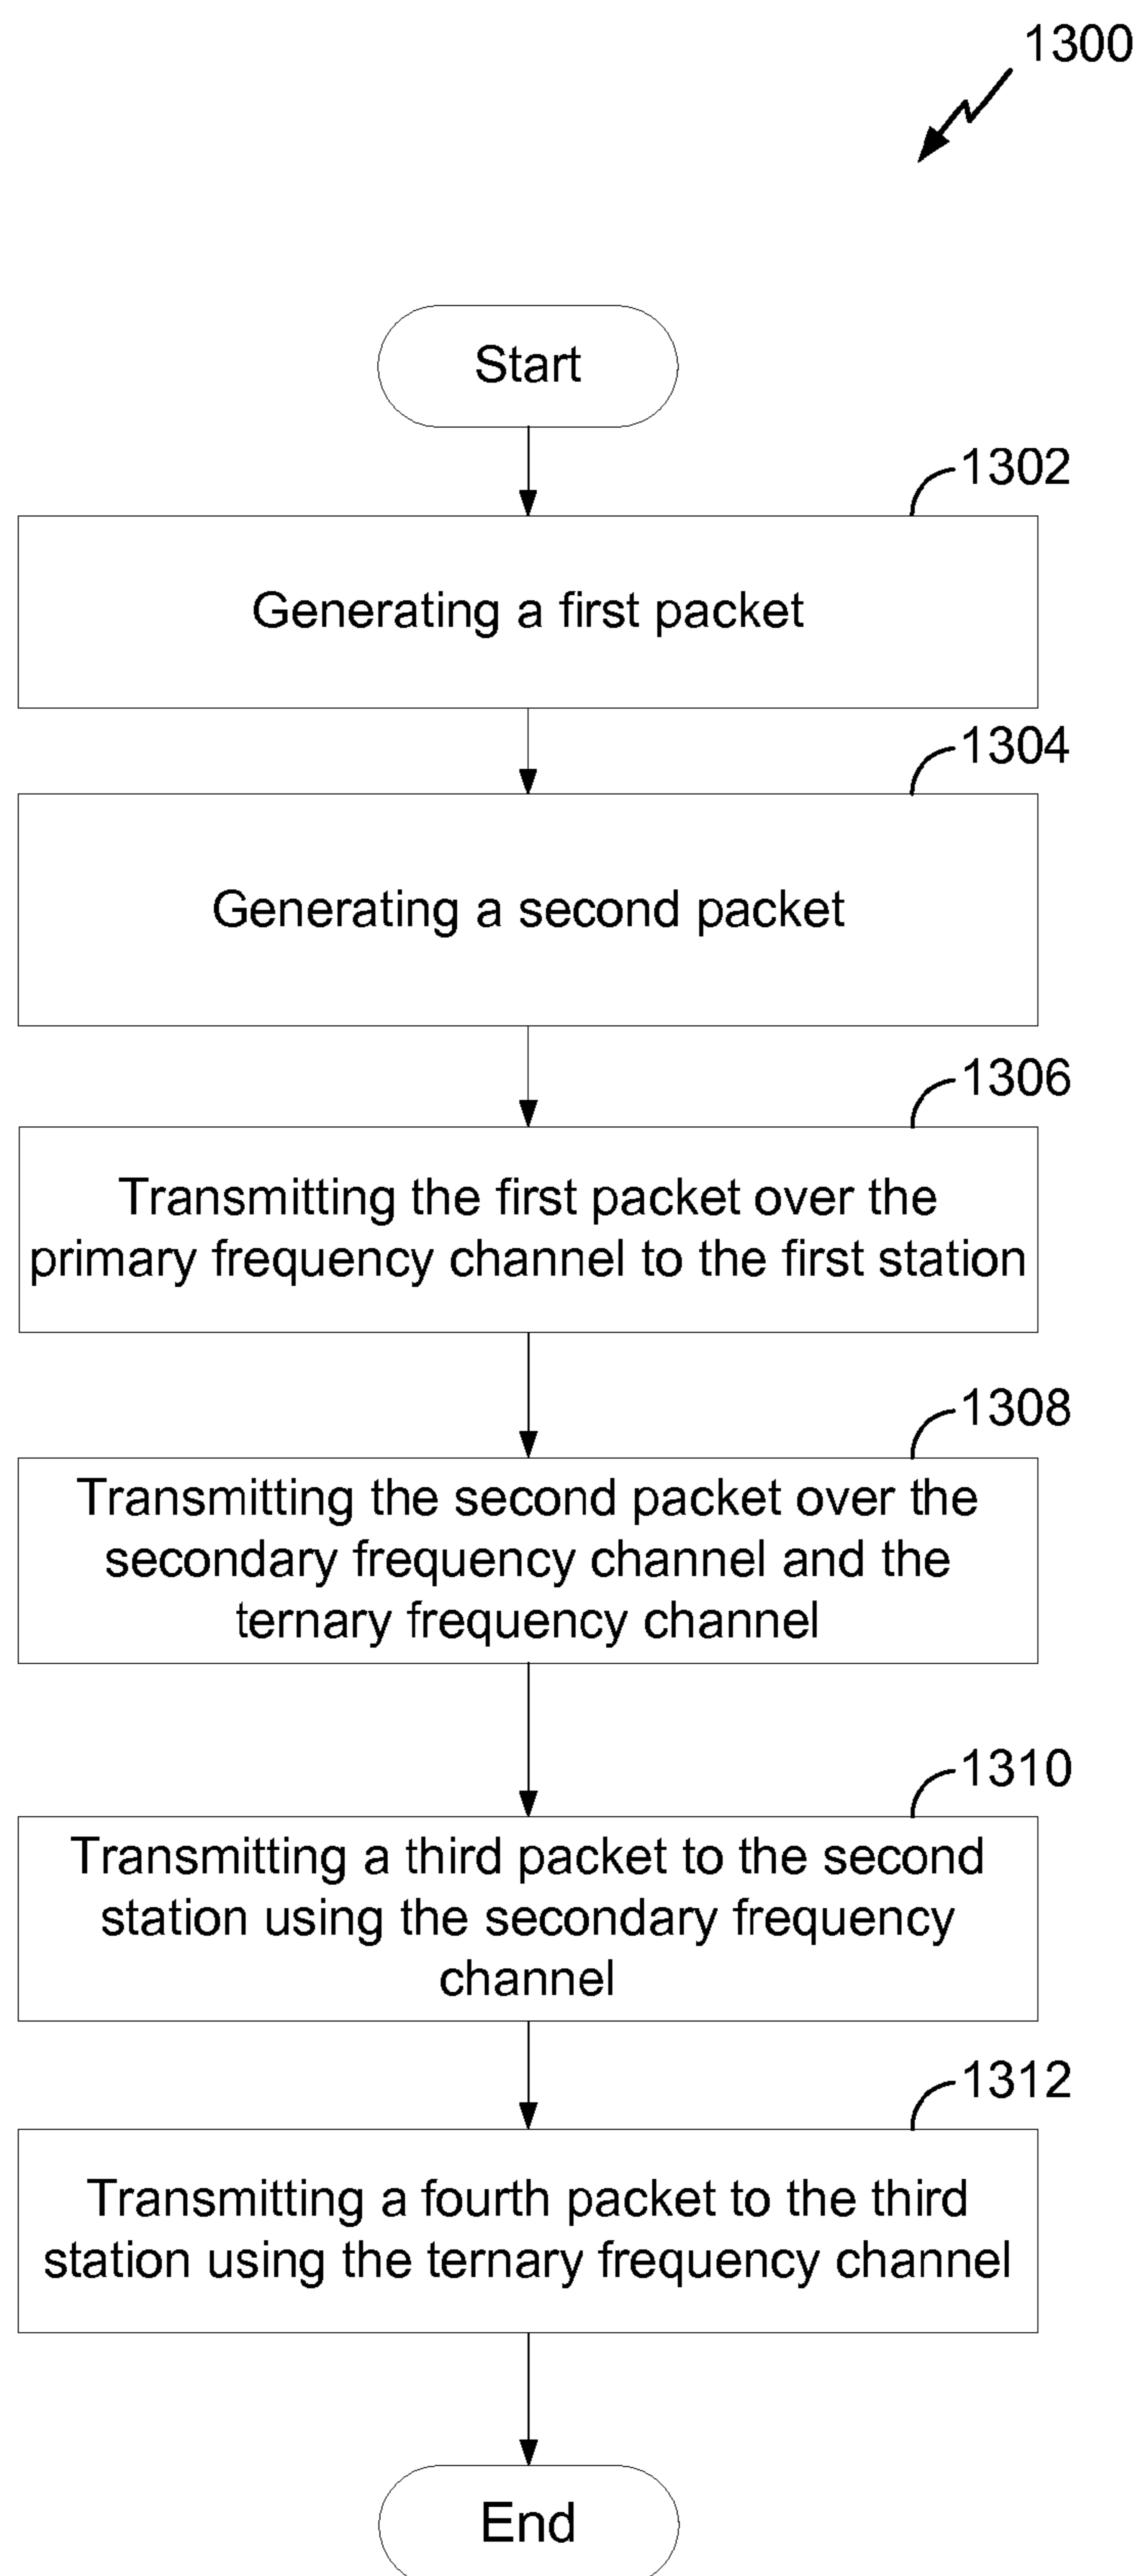 1300
Start
1302
Generating a first packet
1304
Generating a second packet
1306
Transmitting the first packet over the
primary frequency channel to the first station
1308
Transmitting the second packet over the
secondary frequency channel and the
ternary frequency channel
1310
Transmitting a third packet to the second
station using the secondary frequency
channel
1312
Transmitting a fourth packet to the third
station using the ternary frequency channel
End